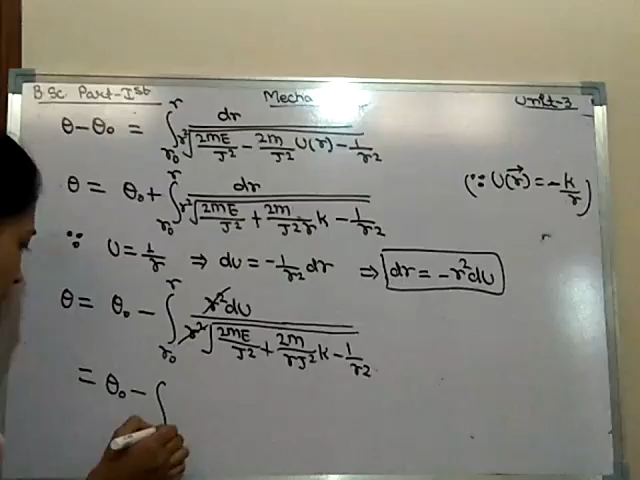 B.Sc. Part-Ist Mecha Unit-3
θ-θ₀ = ∫_{r₀}^{r} dr / r²√(2mE/J² - 2m/J² U(r) - 1/r²)
θ = θ₀ + ∫_{r₀}^{r} dr / r²√(2mE/J² + 2m/J²r k - 1/r²) (∵ U(r⃗) = -k/r)
∵ U = 1/r ⇒ dU = -1/r² dr ⇒ dr = -r²dU
θ = θ₀ - ∫_{r₀}^{r} r²dU / r²√(2mE/J² + 2m/rJ² k - 1/r²)
= θ₀ - ∫